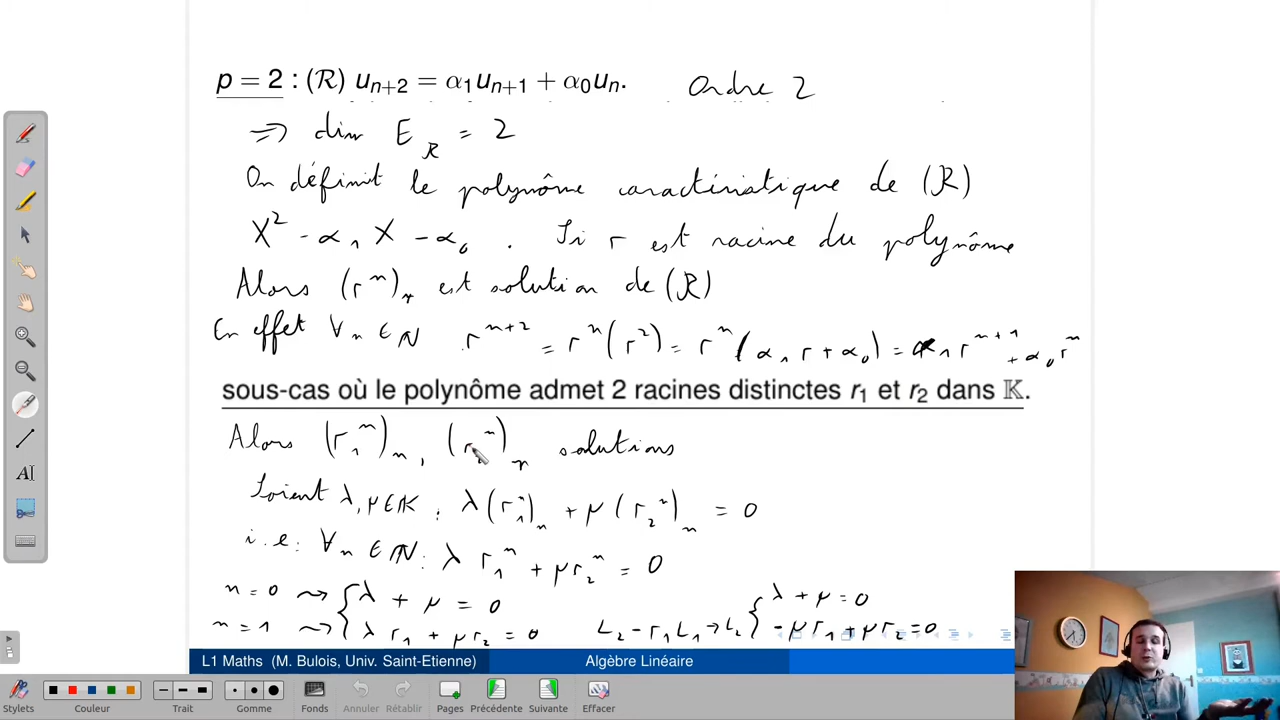 p = 2 : (ℛ) uₙ₊₂ = α₁uₙ₊₁ + α₀uₙ. Ordre 2
=> dim E_ℛ = 2
On définit le polynôme caractéristique de (ℛ)
X² - α₁X - α₀ . Si r est racine du polynôme
Alors (rⁿ)ₙ est solution de (ℛ)
En effet ∀n ∈ ℕ rⁿ⁺² = rⁿ(r²) = rⁿ(α₁r + α₀) = α₁rⁿ⁺¹ + α₀rⁿ
sous-cas où le polynôme admet 2 racines distinctes r₁ et r₂ dans 𝕂.
Alors (r₁ⁿ)ₙ, (r₂ⁿ)ₙ solutions
Soient λ, μ ∈ 𝕂 : λ(r₁ⁿ)ₙ + μ(r₂ⁿ)ₙ = 0
i.e: ∀n ∈ ℕ: λr₁ⁿ + μr₂ⁿ = 0
n = 0 ⇝ { λ + μ = 0 { λ + μ = 0
n = 1 ⇝ { λr₁ + μr₂ = 0 L₂ - r₁L₁ → L₂ { -μr₁ + μr₂ = 0
L1 Maths (M. Bulois, Univ. Saint-Etienne) Algèbre Linéaire
Stylets Couleur Trait Gomme Fonds Annuler Rétablir Pages Précédente Suivante Effacer